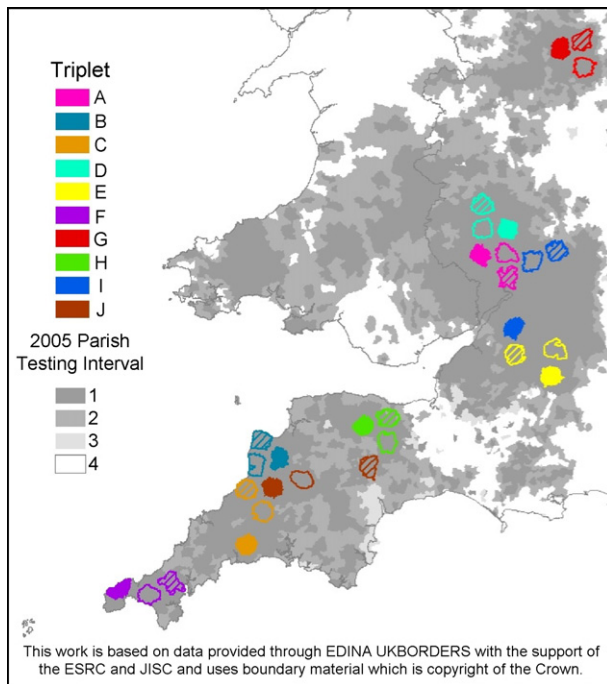 Triplet
A
B
C
D
E
F
G
H
I
J
2005 Parish
Testing Interval
1
2
3
4
This work is based on data provided through EDINA UKBORDERS with the support of
the ESRC and JISC and uses boundary material which is copyright of the Crown.